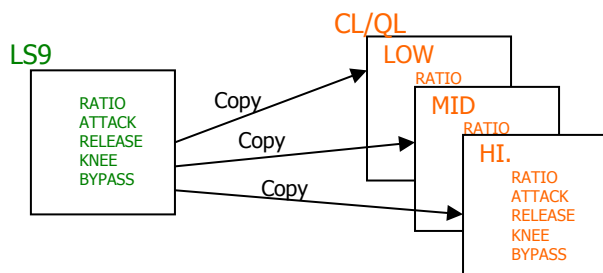 LS9
RATIO
ATTACK
RELEASE
KNEE
BYPASS
Copy
Copy
Copy
CL/QL
LOW
RATIO
MID
RATIO
HI.
RATIO
ATTACK
RELEASE
KNEE
BYPASS